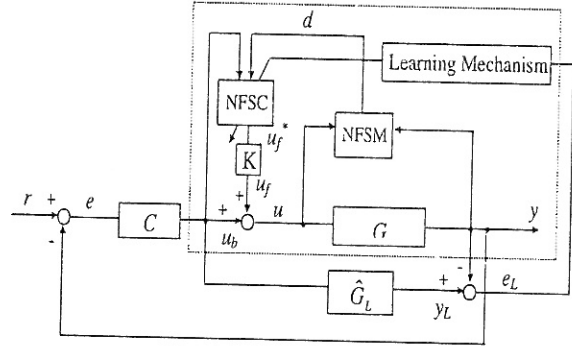 d
Learning Mechanism
NFSC
NFSM
u_f^*
K
u_f
r + e C + + u G y
- u_b
- 
Ĝ_L + e_L
y_L